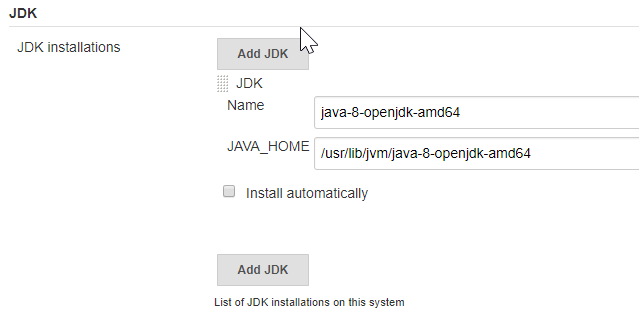 JDK
JDK installations
Add JDK
JDK
Name
java-8-openjdk-amd64
JAVA_HOME
/usr/lib/jvm/java-8-openjdk-amd64
Install automatically
Add JDK
List of JDK installations on this system